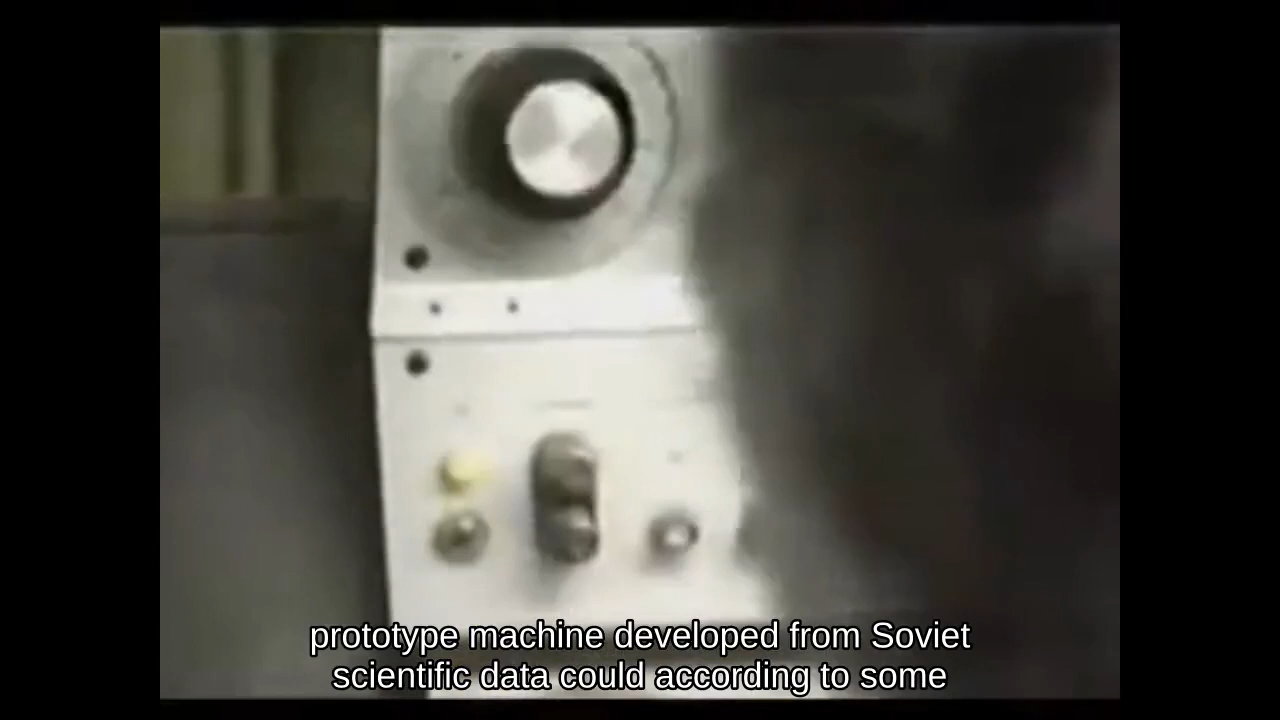 prototype machine developed from Soviet
scientific data could according to some